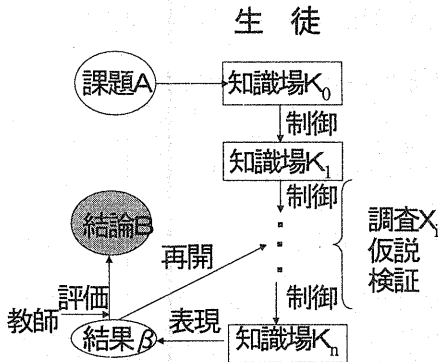 生徒
課題A
知識場K₀
制御
知識場K₁
制御
結論B
調査Xᵢ
仮説
検証
再開
評価
教師
制御
表現
結果β
知識場Kₙ